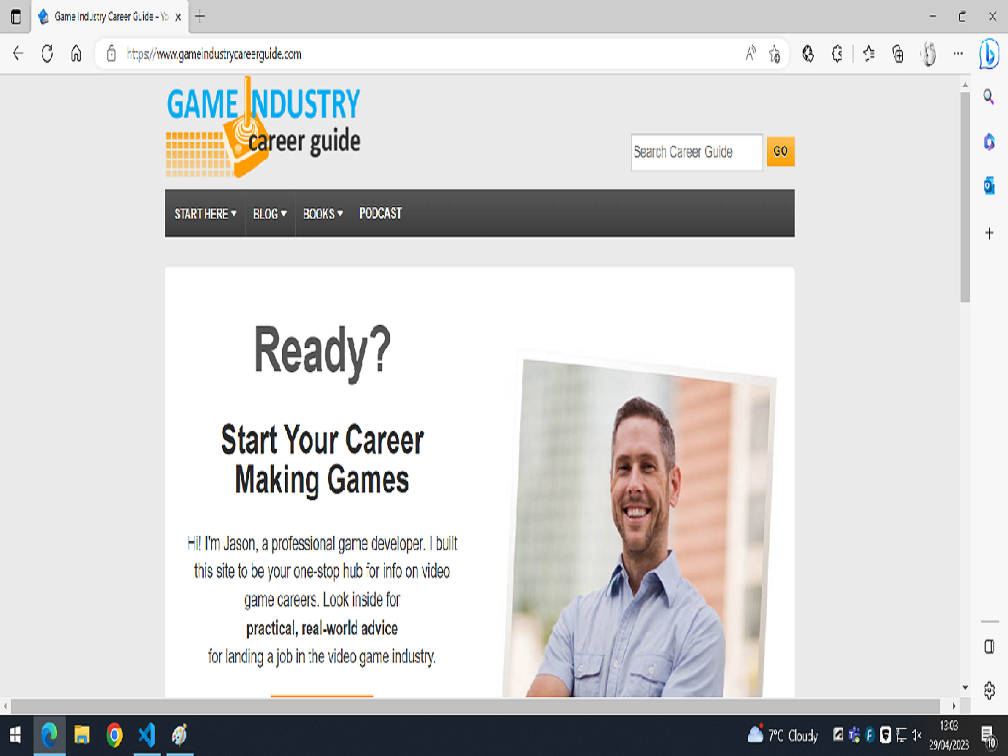 Game Industry Career Guide - Yo
https://www.gameindustrycareerguide.com
GAME INDUSTRY
career guide
Search Career Guide
GO
START HERE
BLOG
BOOKS
PODCAST
Ready?
Start Your Career
Making Games
Hi! I'm Jason, a professional game developer. I built
this site to be your one-stop hub for info on video
game careers. Look inside for
practical, real-world advice
for landing a job in the video game industry.
7°C Cloudy
13:03
29/04/2023